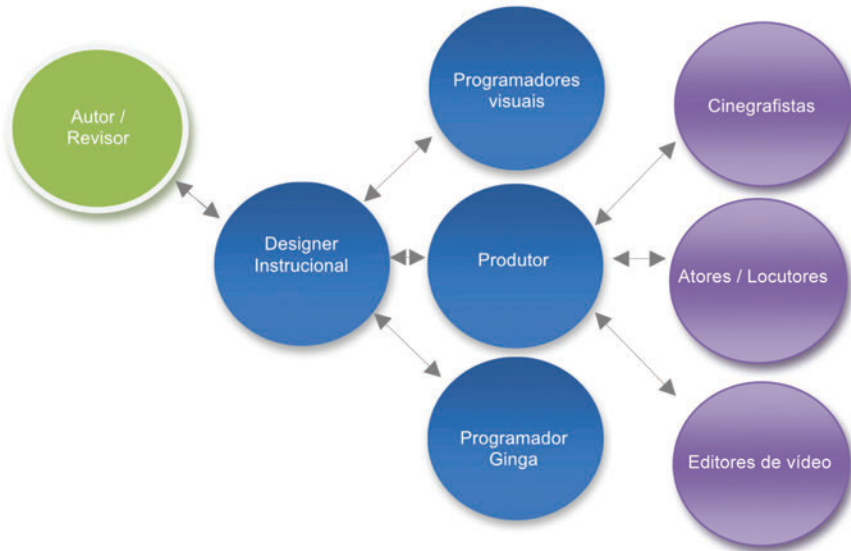 Autor /
Revisor
Designer
Instrucional
Programadores
visuais
Produtor
Programador
Ginga
Cinegrafistas
Atores / Locutores
Editores de vídeo